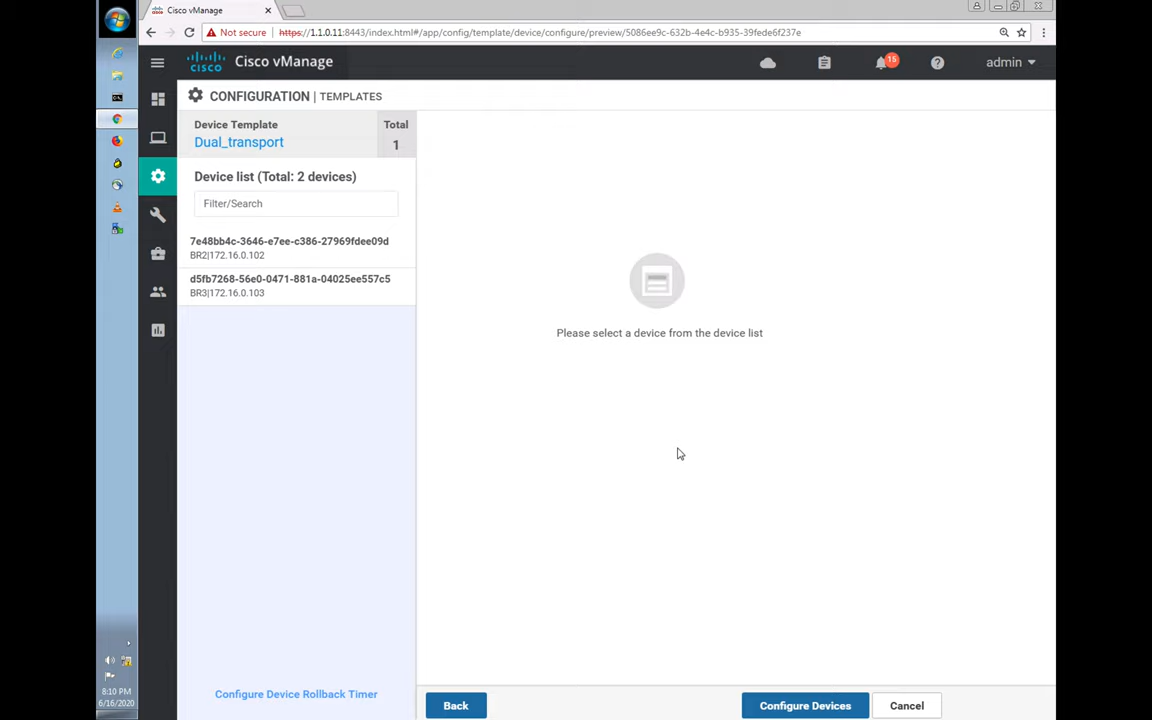 Cisco vManage
Not secure | https://1.1.0.11:8443/index.html#/app/config/template/device/configure/preview/5086ee9c-632b-4e4c-b935-39fede6f237e
cisco Cisco vManage
15
admin
CONFIGURATION | TEMPLATES
Device Template
Dual_transport
Total
1
Device list (Total: 2 devices)
Filter/Search
7e48bb4c-3646-e7ee-c386-27969fdee09d
BR2|172.16.0.102
d5fb7268-56e0-0471-881a-04025ee557c5
BR3|172.16.0.103
Please select a device from the device list
Configure Device Rollback Timer
Back
Configure Devices
Cancel
8:10 PM
6/16/2020